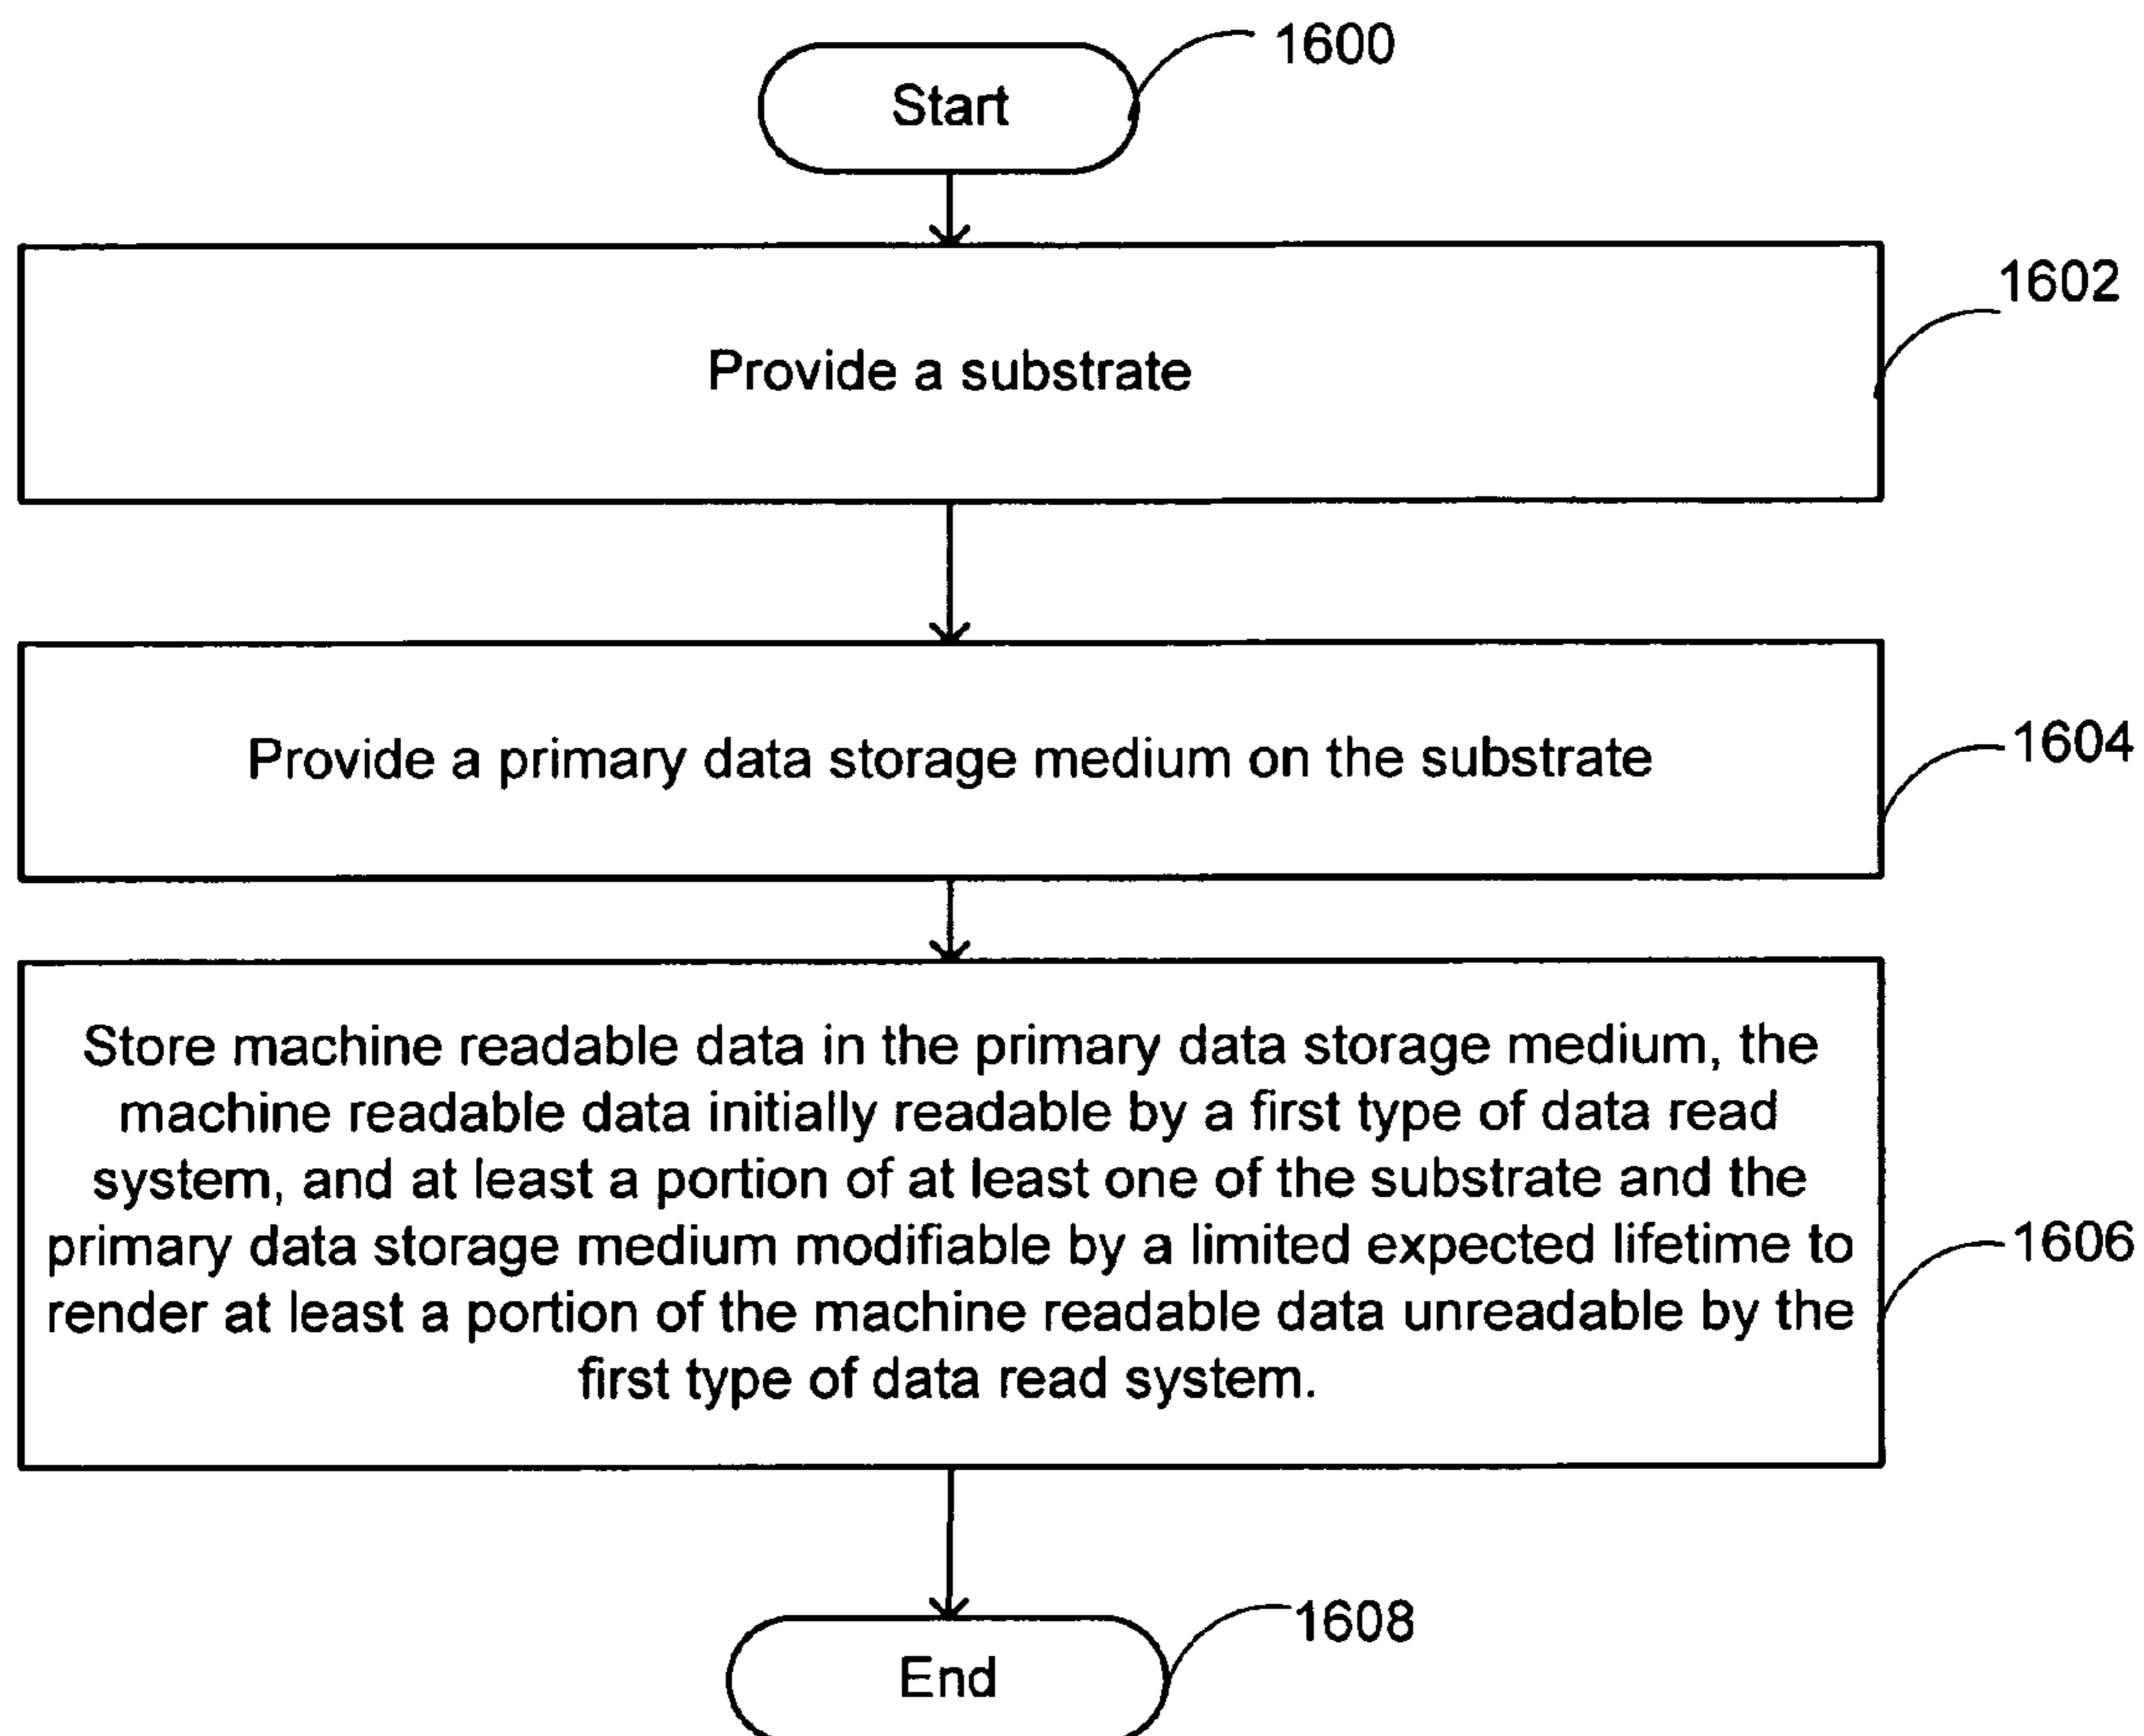 Start
1600
1602
Provide a substrate
1604
Provide a primary data storage medium on the substrate
Store machine readable data in the primary data storage medium, the
machine readable data initially readable by a first type of data read
system, and at least a portion of at least one of the substrate and the
primary data storage medium modifiable by a limited expected lifetime to
render at least a portion of the machine readable data unreadable by the
first type of data read system.
1606
1608
End